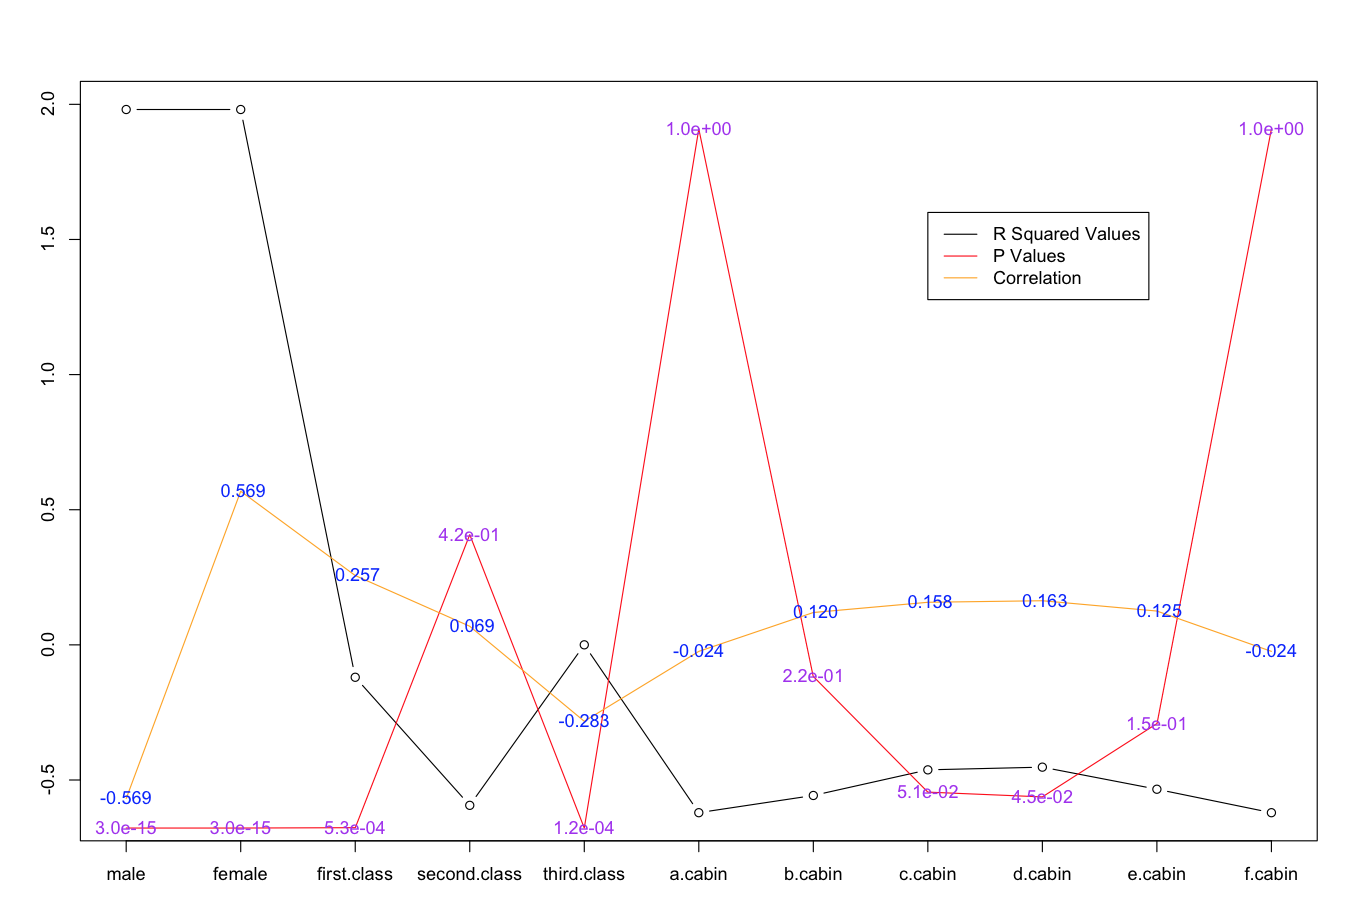 2.0
1.5
1.0
0.5
0.0
-0.5
1.0e+00
1.0e+00
R Squared Values
P Values
Correlation
0.569
4.2e-01
0.257
0.069
0.120
0.158
0.163
0.125
-0.024
-0.024
2.2e-01
-0.283
1.5e-01
-0.569
5.1e-02
4.5e-02
3.0e-15
3.0e-15
5.3e-04
1.2e-04
male female first.class second.class third.class a.cabin b.cabin c.cabin d.cabin e.cabin f.cabin